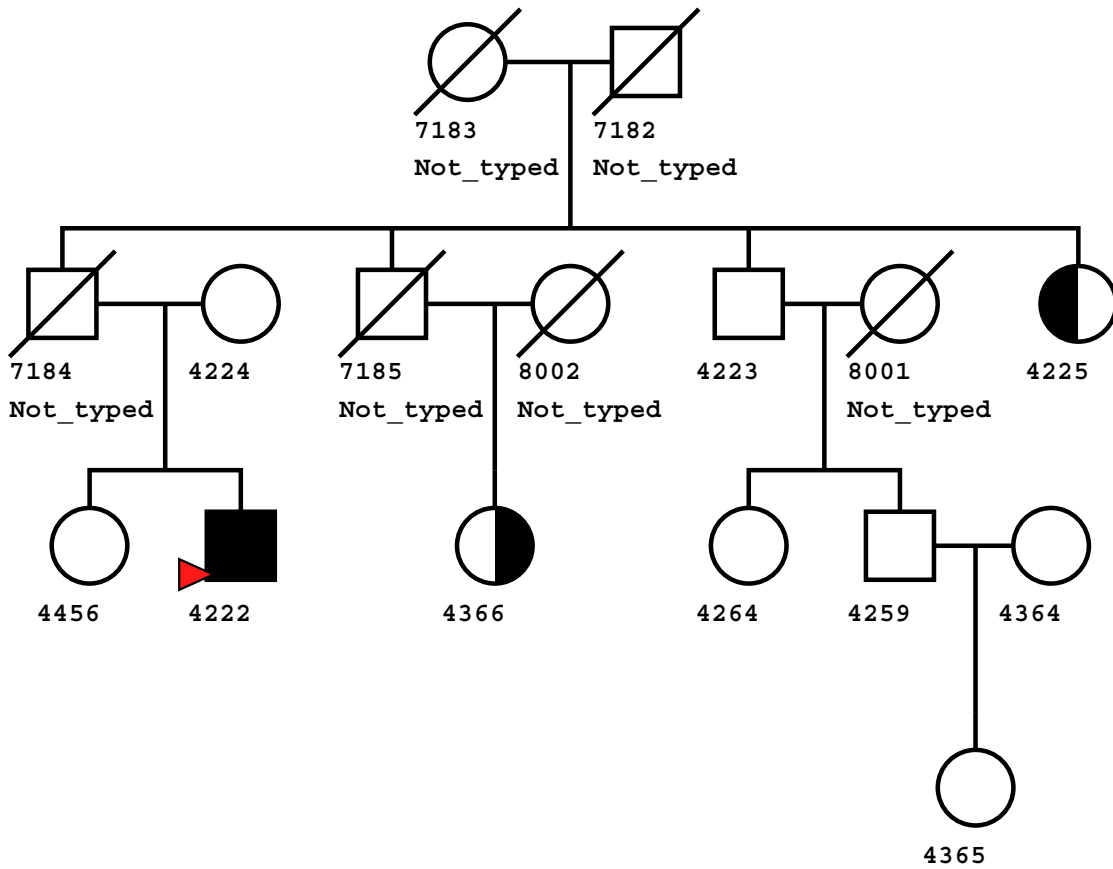 7183 7182
Not_typed Not_typed
7184 4224 7185 8002 4223 8001 4225
Not_typed Not_typed Not_typed Not_typed
4456 4222 4366 4264 4259 4364
4365